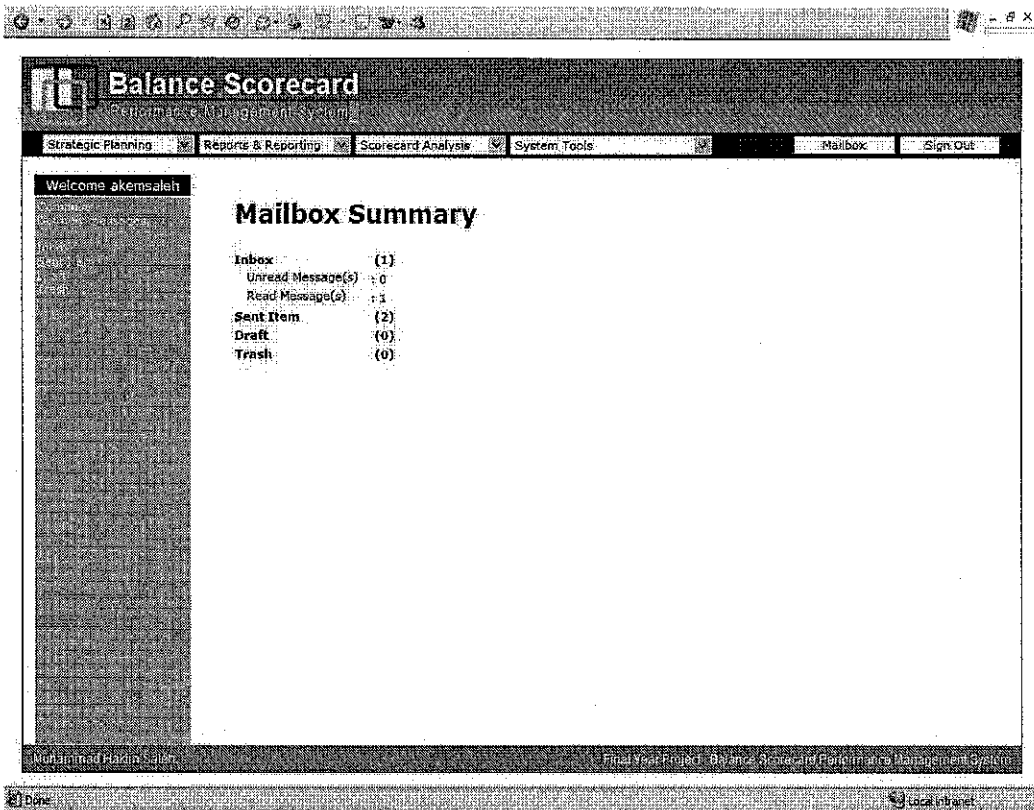 Balance Scorecard
Performance Management System
Strategic Planning Reports & Reporting Scorecard Analysis System Tools Mailbox Sign Out
Welcome akemsaleh
Mailbox Summary
Inbox (1)
Unread Message(s) : 0
Read Message(s) : 1
Sent Item (2)
Draft (0)
Trash (0)
Muhammad Hakim Saleh Final Year Project: Balance Scorecard Performance Management System
Done Local intranet